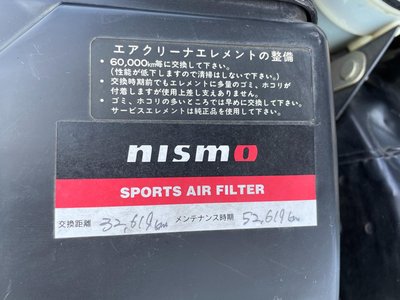 エアクリーナエレメントの整備
• 60,000km毎に交換して下さい。
(性能が低下しますので清掃はしないで下さい。)
• 交換時期前でもエレメントに多量のゴミ、ホコリが
付着しますが使用上差し支えありません。
• ゴミ、ホコリの多いところでは早めに交換して下さい。
サービスエレメントは純正品を使用して下さい。
nismo
SPORTS AIR FILTER
交換距離 32,619km メンテナンス時期 52,619km